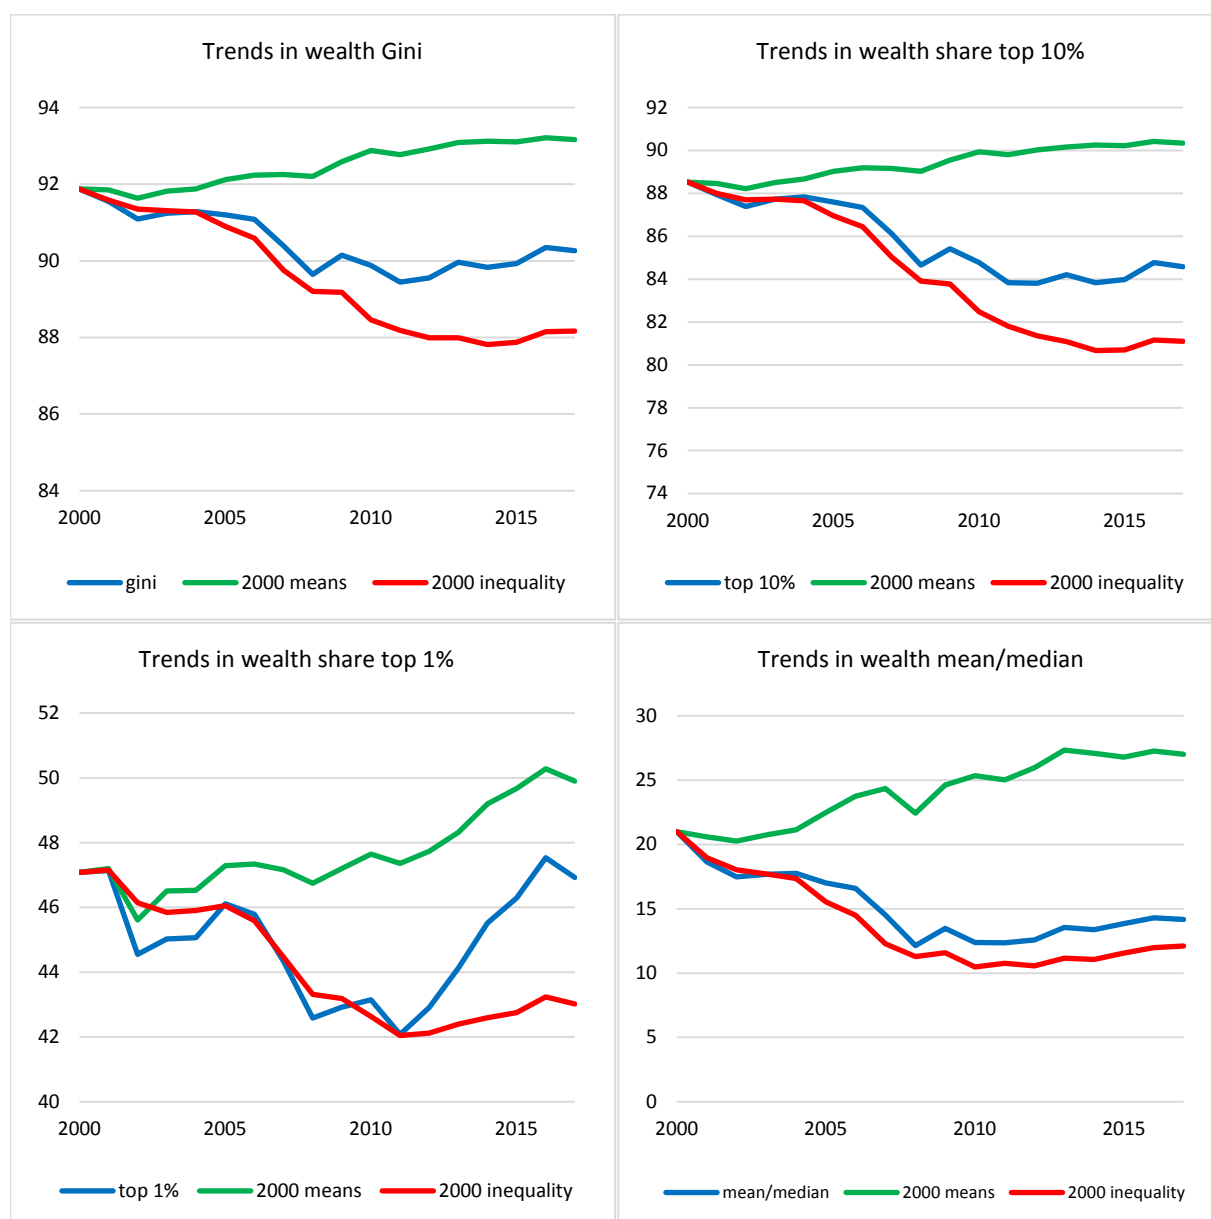 Trends in wealth Gini
94
92
90
88
86
84
2000 2005 2010 2015
gini 2000 means 2000 inequality
Trends in wealth share top 10%
92
90
88
86
84
82
80
78
76
74
2000 2005 2010 2015
top 10% 2000 means 2000 inequality
Trends in wealth share top 1%
52
50
48
46
44
42
40
2000 2005 2010 2015
top 1% 2000 means 2000 inequality
Trends in wealth mean/median
30
25
20
15
10
5
0
2000 2005 2010 2015
mean/median 2000 means 2000 inequality